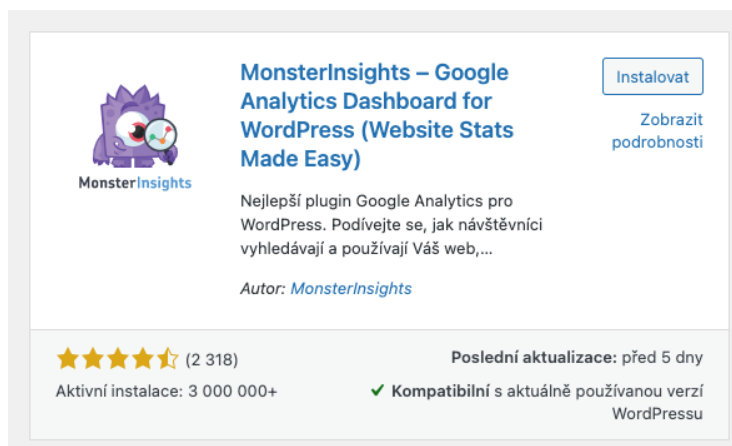 MonsterInsights – Google
Analytics Dashboard for
WordPress (Website Stats
Made Easy)
Instalovat
Zobrazit
podrobnosti
MonsterInsights
Nejlepší plugin Google Analytics pro
WordPress. Podívejte se, jak návštěvníci
vyhledávají a používají Váš web,...
Autor: MonsterInsights
(2 318)
Poslední aktualizace: před 5 dny
Aktivní instalace: 3 000 000+
✔ Kompatibilní s aktuálně používanou verzí
WordPressu